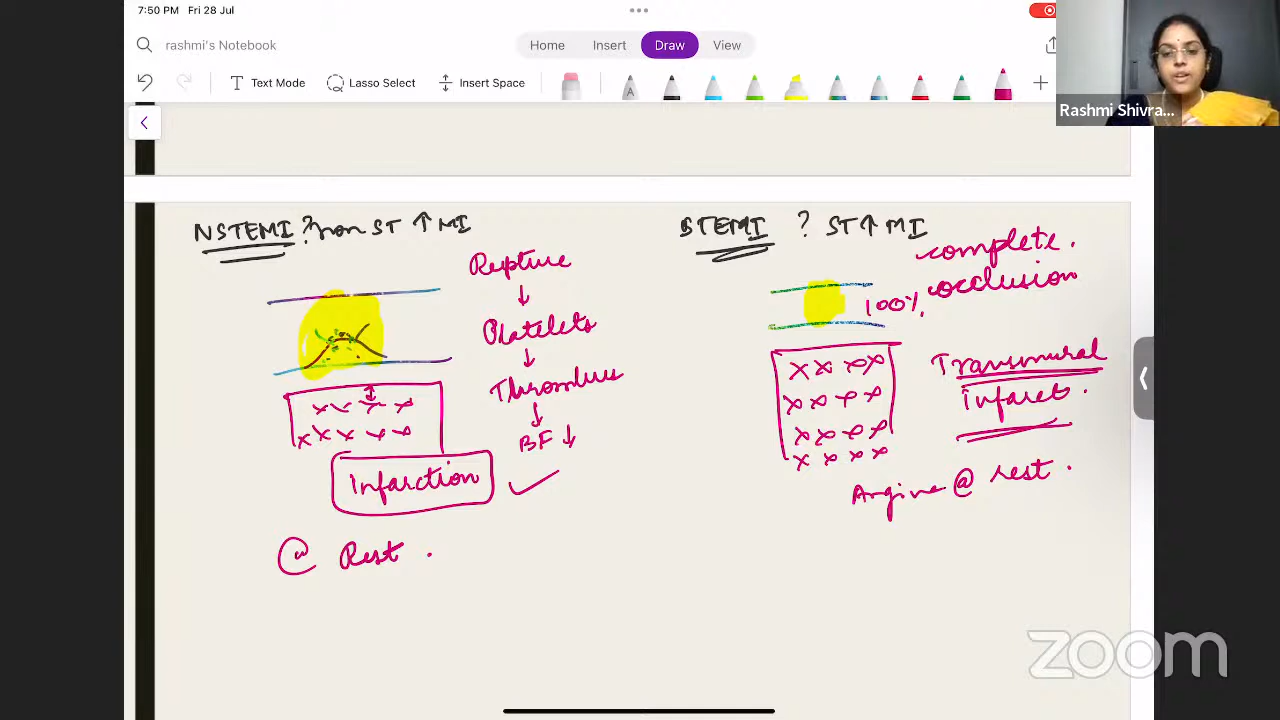 7:50 PM Fri 28 Jul
rashmi's Notebook
Home Insert Draw View
Text Mode Lasso Select Insert Space
A
Rashmi Shivra...
NSTEMI ? non ST ↑ MI
Rupture
↓
Platelets
↓
Thrombus
↓
BF ↓
x x x x
x x x x x
Infarction ✓
@ Rest .
STEMI ? ST ↑ MI
complete.
100% occlusion
x x x x
x x x x
x x x x
x x x x
Transmural
Infarct.
Angina @ rest.
zoom